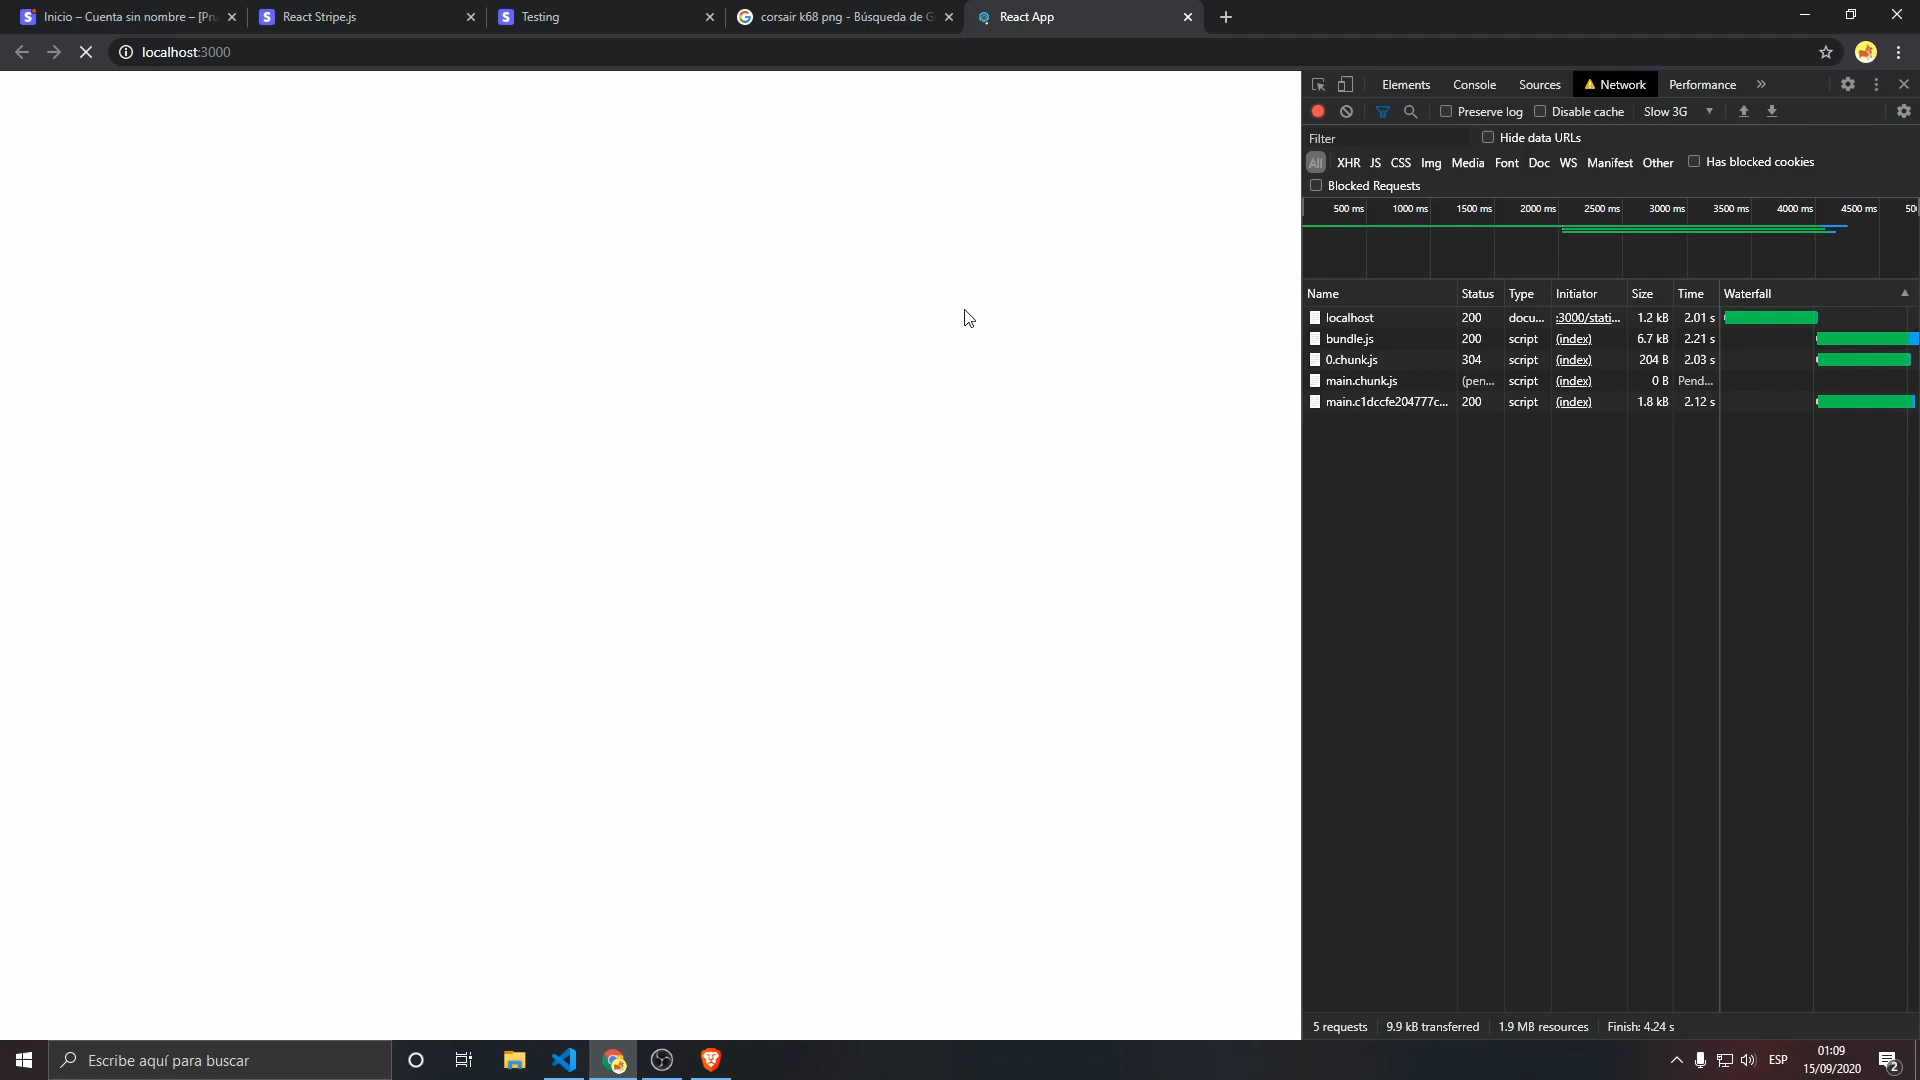 Inicio – Cuenta sin nombre – [Pru
React Stripe.js
Testing
corsair k68 png - Búsqueda de G
React App
localhost:3000
Elements
Console
Sources
Network
Performance
Preserve log
Disable cache
Slow 3G
Filter
Hide data URLs
All XHR JS CSS Img Media Font Doc WS Manifest Other
Has blocked cookies
Blocked Requests
500 ms 1000 ms 1500 ms 2000 ms 2500 ms 3000 ms 3500 ms 4000 ms 4500 ms 50
Name Status Type Initiator Size Time Waterfall
localhost 200 docu... :3000/stati... 1.2 kB 2.01 s
bundle.js 200 script (index) 6.7 kB 2.21 s
0.chunk.js 304 script (index) 204 B 2.03 s
main.chunk.js (pen... script (index) 0 B Pend...
main.c1dccfe204777c... 200 script (index) 1.8 kB 2.12 s
5 requests 9.9 kB transferred 1.9 MB resources Finish: 4.24 s
Escribe aquí para buscar
ESP
01:09
15/09/2020
2